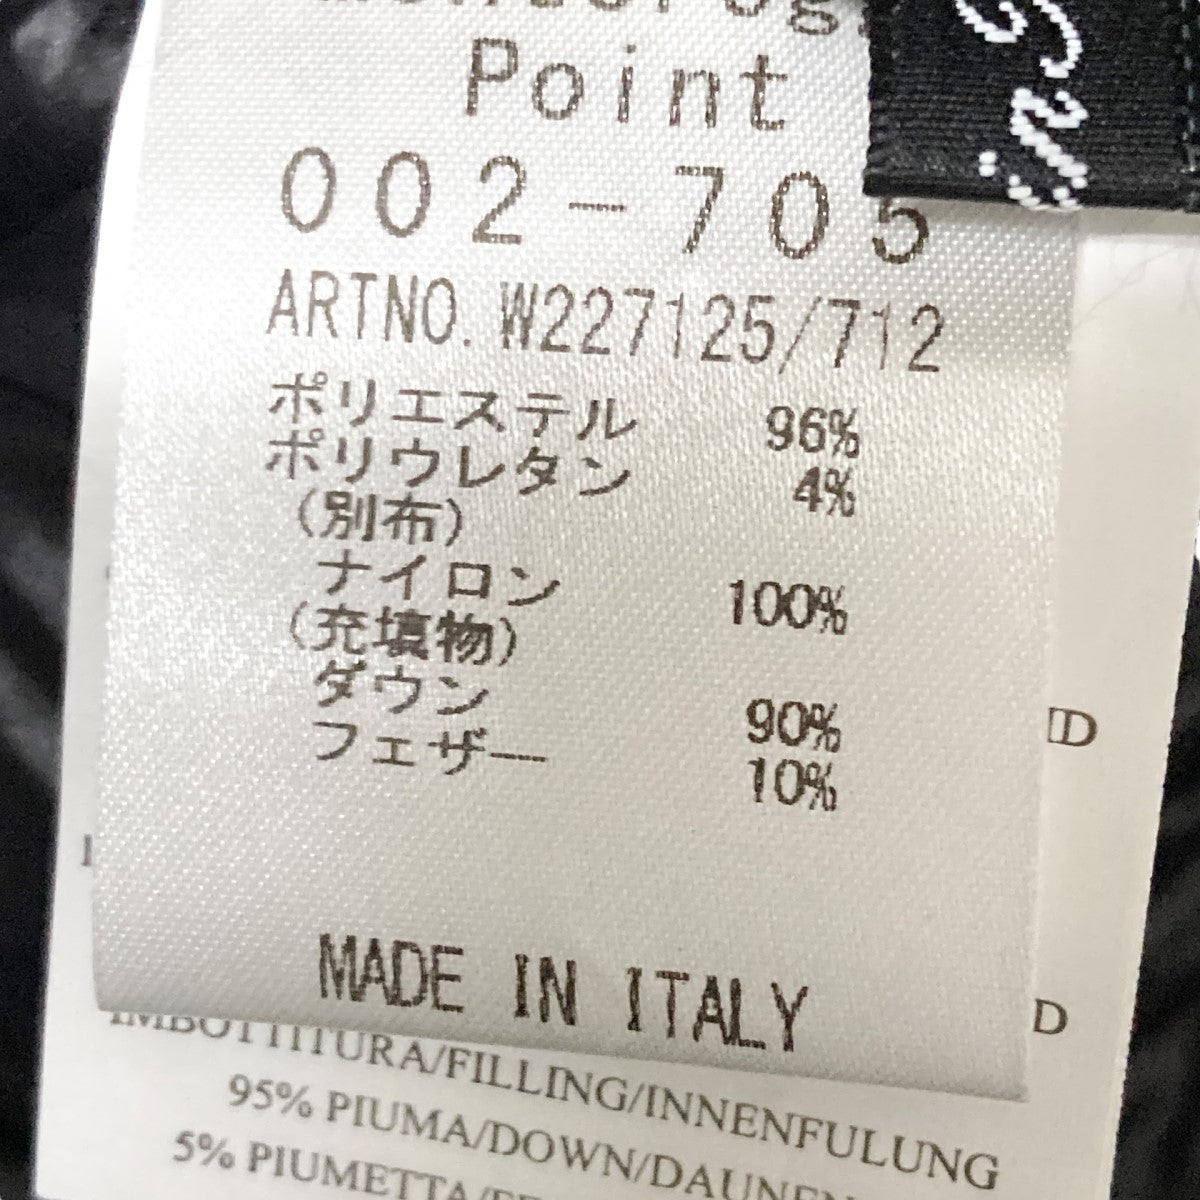 Point
002-705
ARTNO. W227125/712
ポリエステル 96%
ポリウレタン 4%
(別布)
ナイロン 100%
(充填物)
ダウン 90%
フェザー 10%
MADE IN ITALY
D
D
IMBOTTITURA/FILLING/INNENFULUNG
95% PIUMA/DOWN/DAUNEN
5% PIUMETTA/